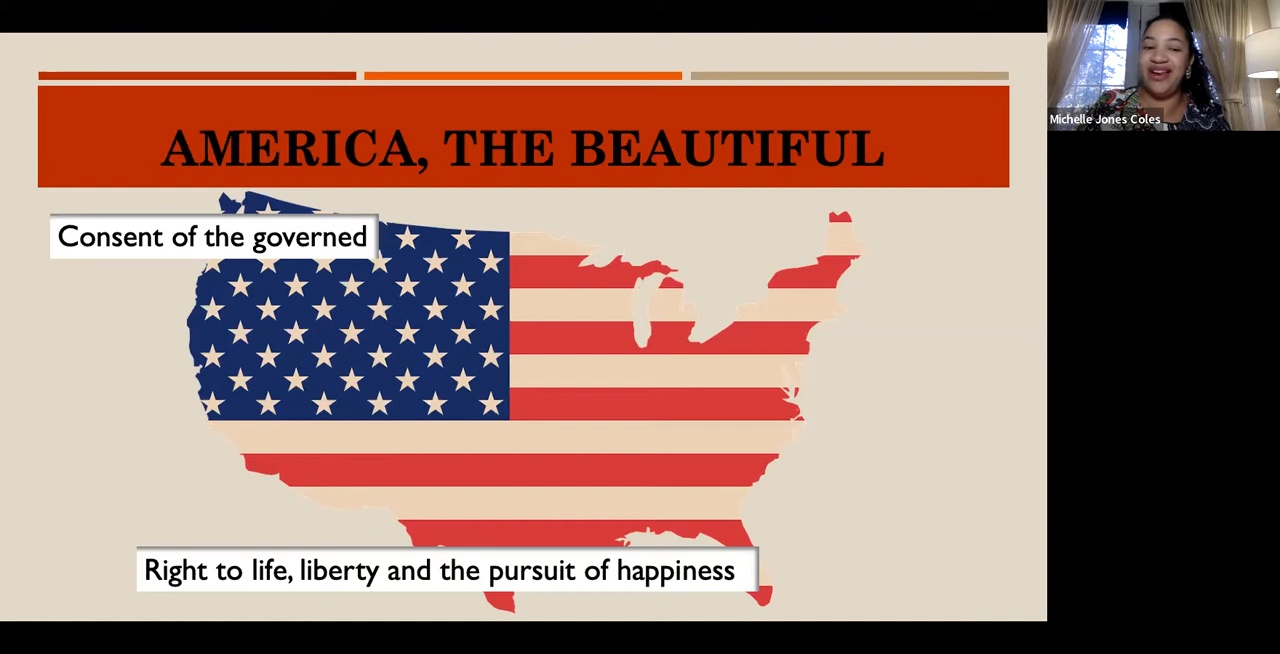 AMERICA, THE BEAUTIFUL
Michelle Jones Coles
Consent of the governed
Right to life, liberty and the pursuit of happiness